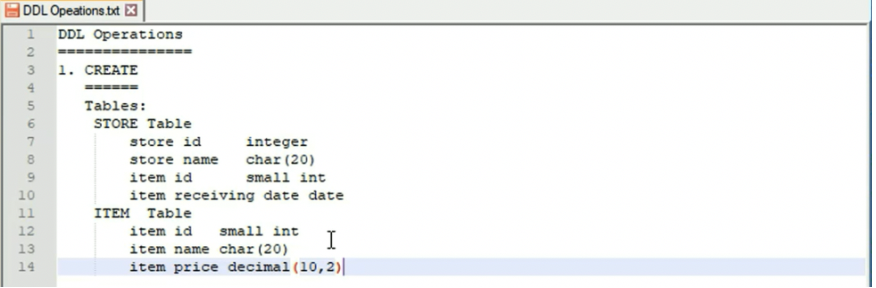 DDL Opeations.txt
1 DDL Operations
2 ===============
3 1. CREATE
4 ======
5 Tables:
6 STORE Table
7 store id integer
8 store name char(20)
9 item id small int
10 item receiving date date
11 ITEM Table
12 item id small int
13 item name char(20)
14 item price decimal(10,2)